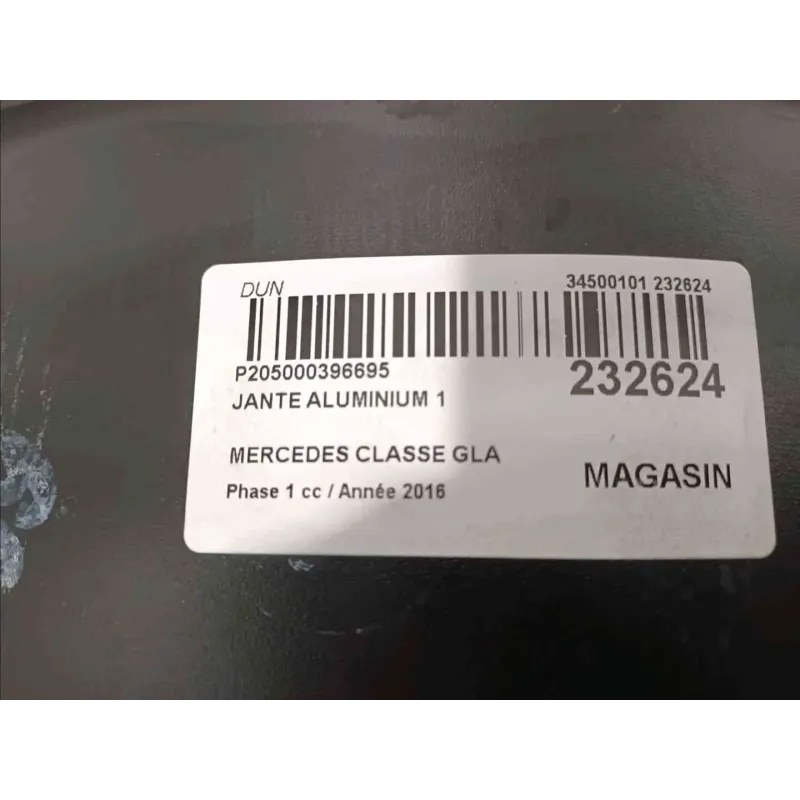 DUN 34500101 232624
P205000396695 232624
JANTE ALUMINIUM 1
MERCEDES CLASSE GLA
MAGASIN
Phase 1 cc / Année 2016